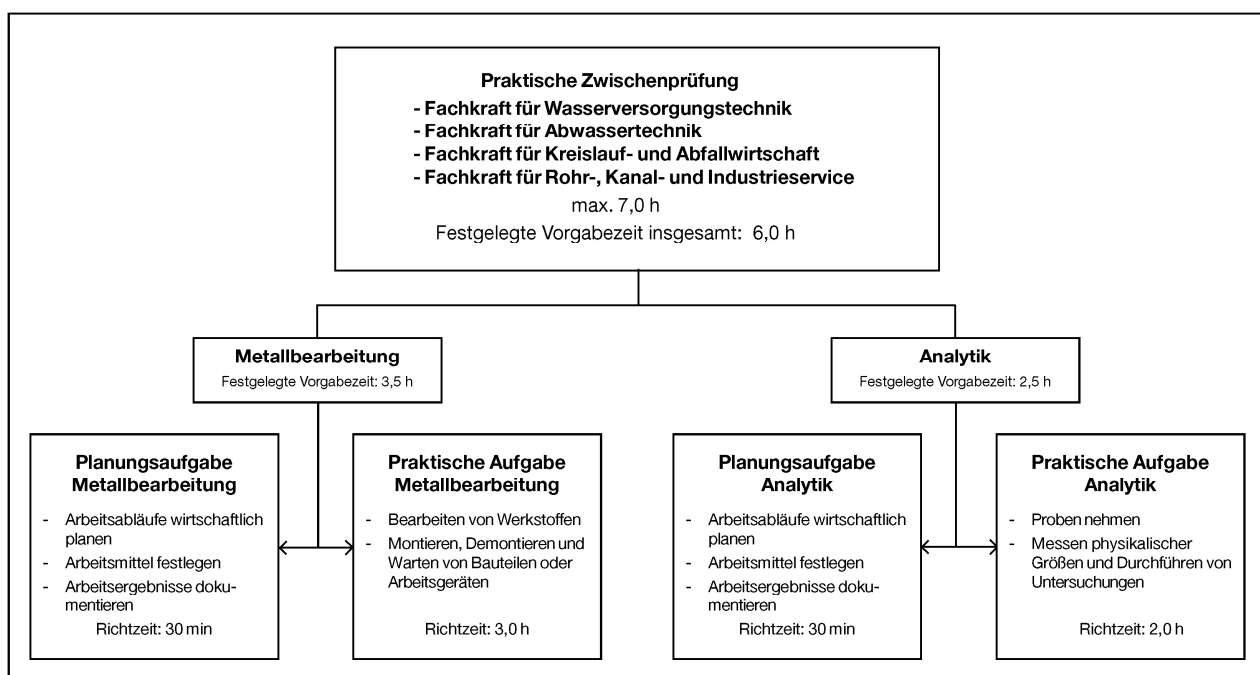 Praktische Zwischenprüfung
- Fachkraft für Wasserversorgungstechnik
- Fachkraft für Abwassertechnik
- Fachkraft für Kreislauf- und Abfallwirtschaft
- Fachkraft für Rohr-, Kanal- und Industrieservice
max. 7,0 h
Festgelegte Vorgabezeit insgesamt: 6,0 h
Metallbearbeitung
Festgelegte Vorgabezeit: 3,5 h
Analytik
Festgelegte Vorgabezeit: 2,5 h
Planungsaufgabe
Metallbearbeitung
- Arbeitsabläufe wirtschaftlich
planen
- Arbeitsmittel festlegen
- Arbeitsergebnisse doku-
mentieren
Richtzeit: 30 min
Praktische Aufgabe
Metallbearbeitung
- Bearbeiten von Werkstoffen
- Montieren, Demontieren und
Warten von Bauteilen oder
Arbeitsgeräten
Richtzeit: 3,0 h
Planungsaufgabe
Analytik
- Arbeitsabläufe wirtschaftlich
planen
- Arbeitsmittel festlegen
- Arbeitsergebnisse doku-
mentieren
Richtzeit: 30 min
Praktische Aufgabe
Analytik
- Proben nehmen
- Messen physikalischer
Größen und Durchführen von
Untersuchungen
Richtzeit: 2,0 h